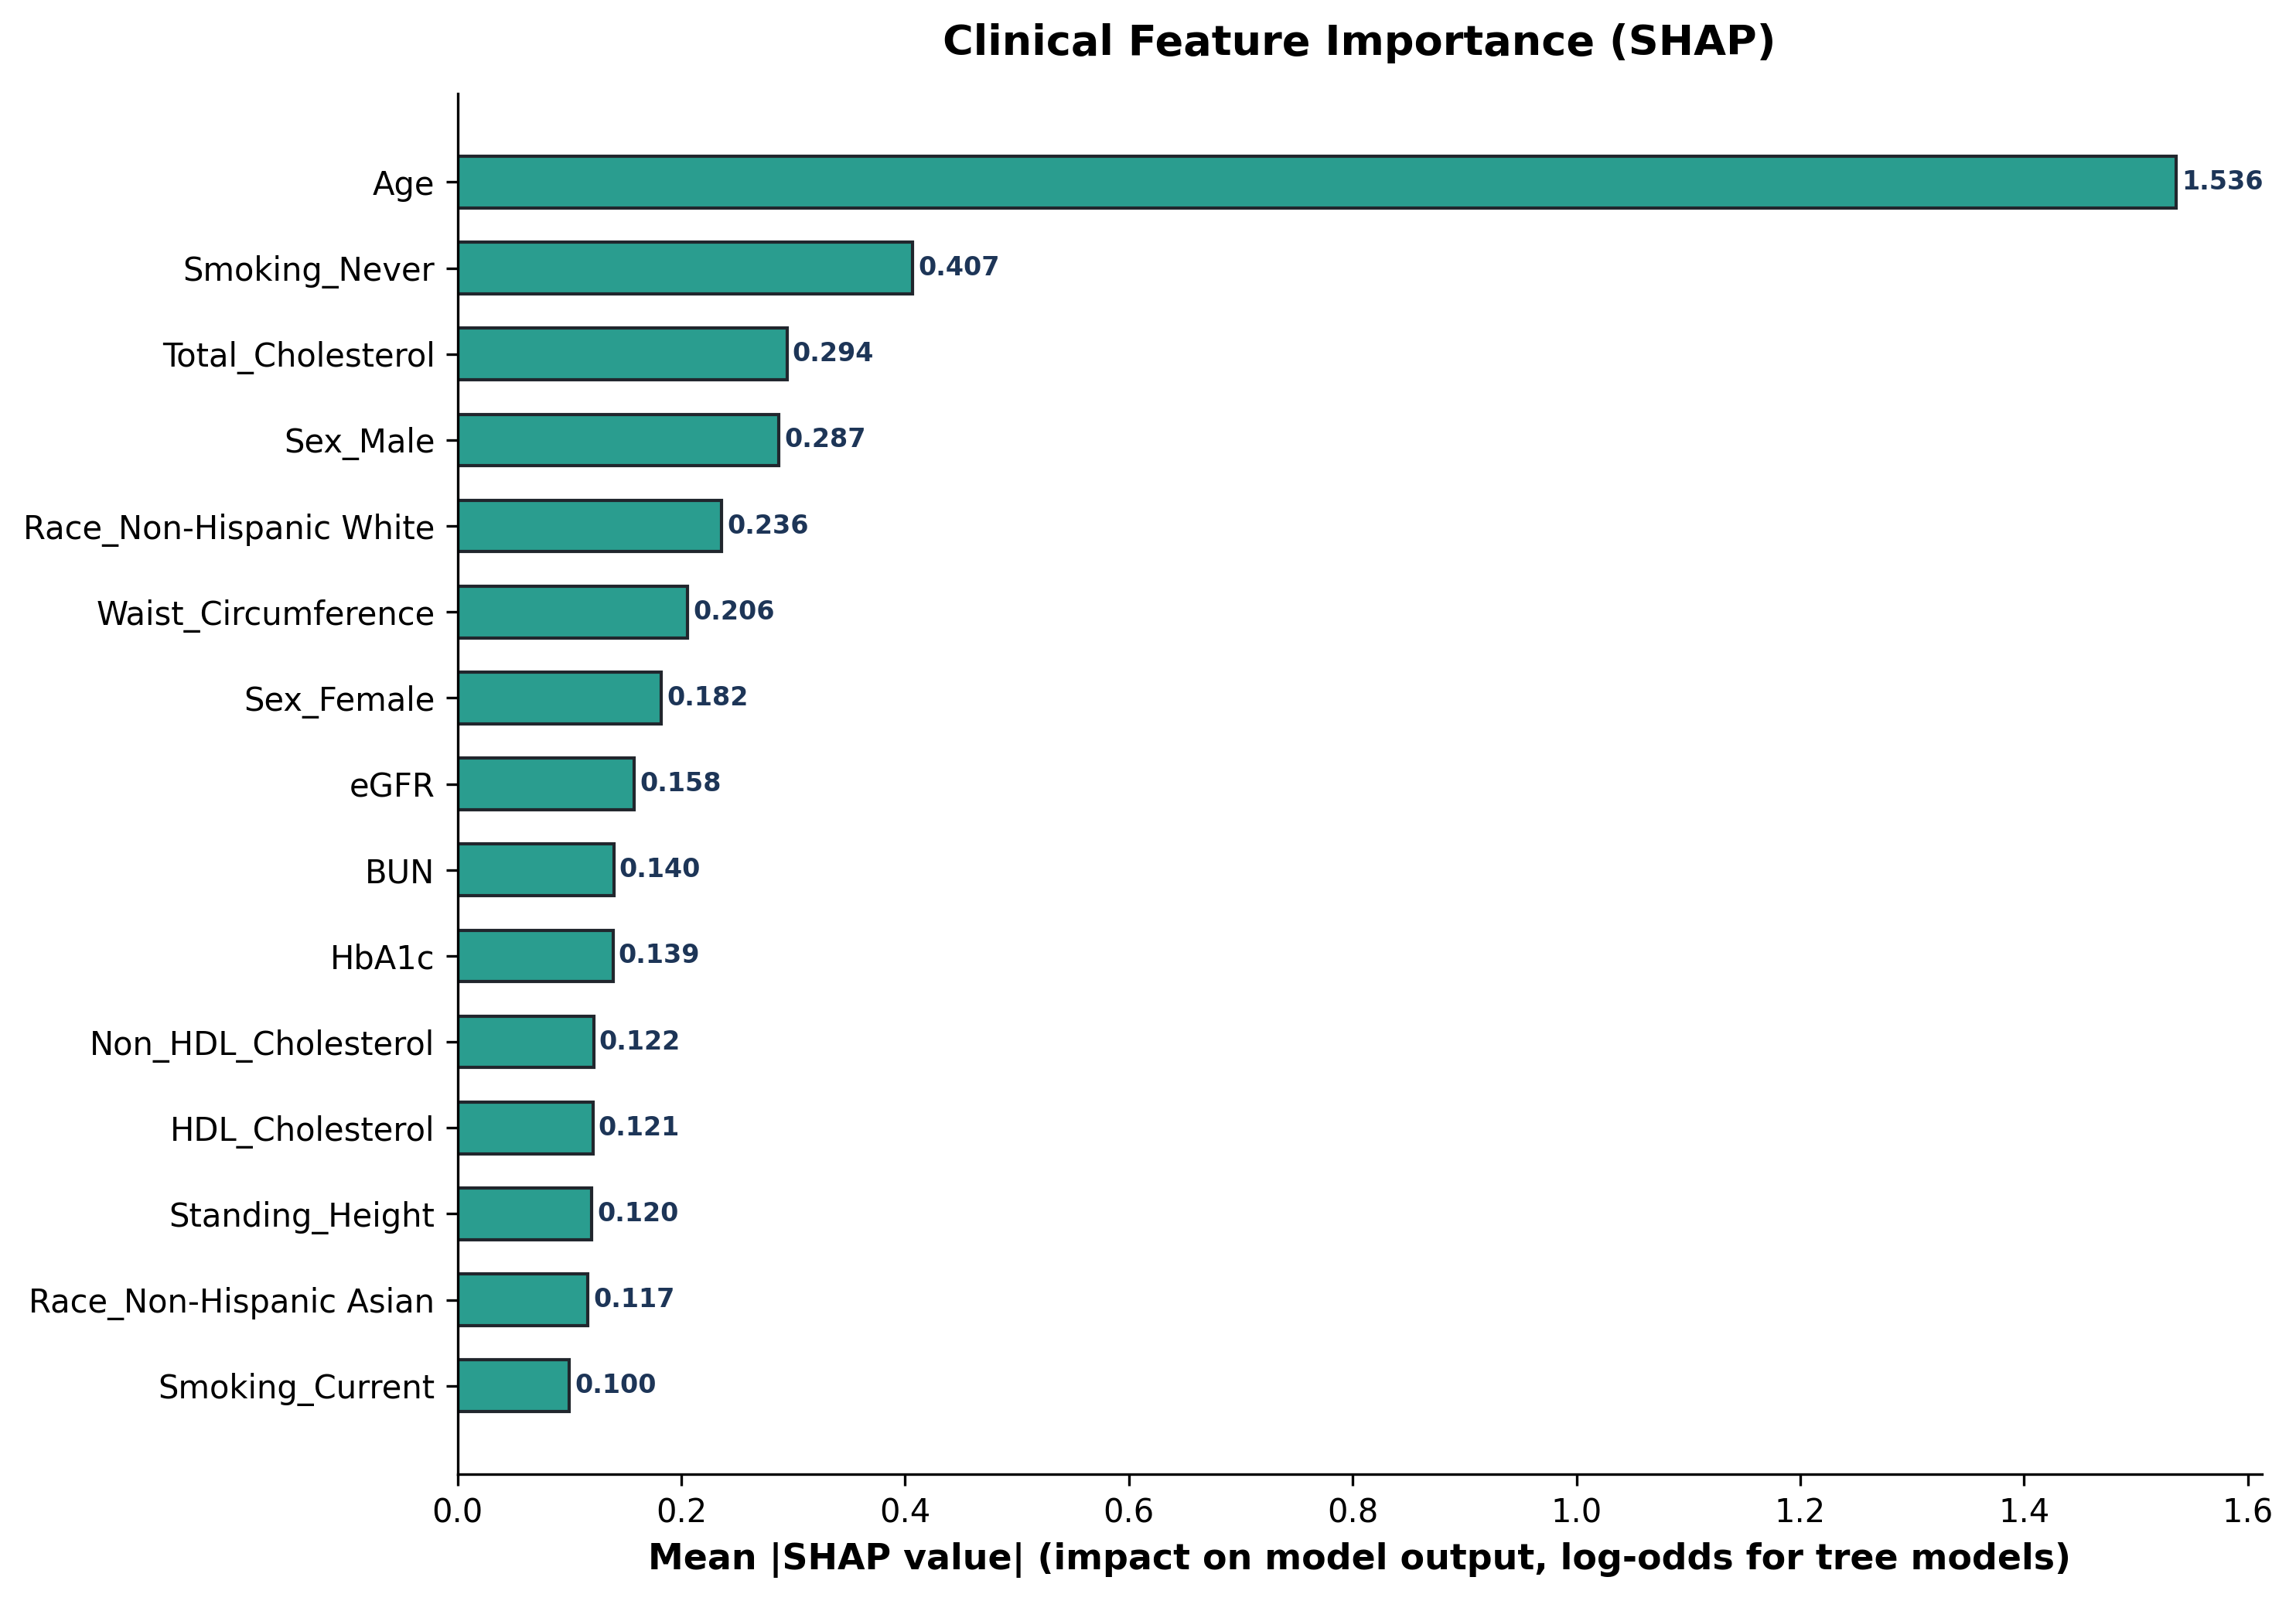 Clinical Feature Importance (SHAP)
Age 1.536
Smoking_Never 0.407
Total_Cholesterol 0.294
Sex_Male 0.287
Race_Non-Hispanic White 0.236
Waist_Circumference 0.206
Sex_Female 0.182
eGFR 0.158
BUN 0.140
HbA1c 0.139
Non_HDL_Cholesterol 0.122
HDL_Cholesterol 0.121
Standing_Height 0.120
Race_Non-Hispanic Asian 0.117
Smoking_Current 0.100
0.0 0.2 0.4 0.6 0.8 1.0 1.2 1.4 1.6
Mean |SHAP value| (impact on model output, log-odds for tree models)